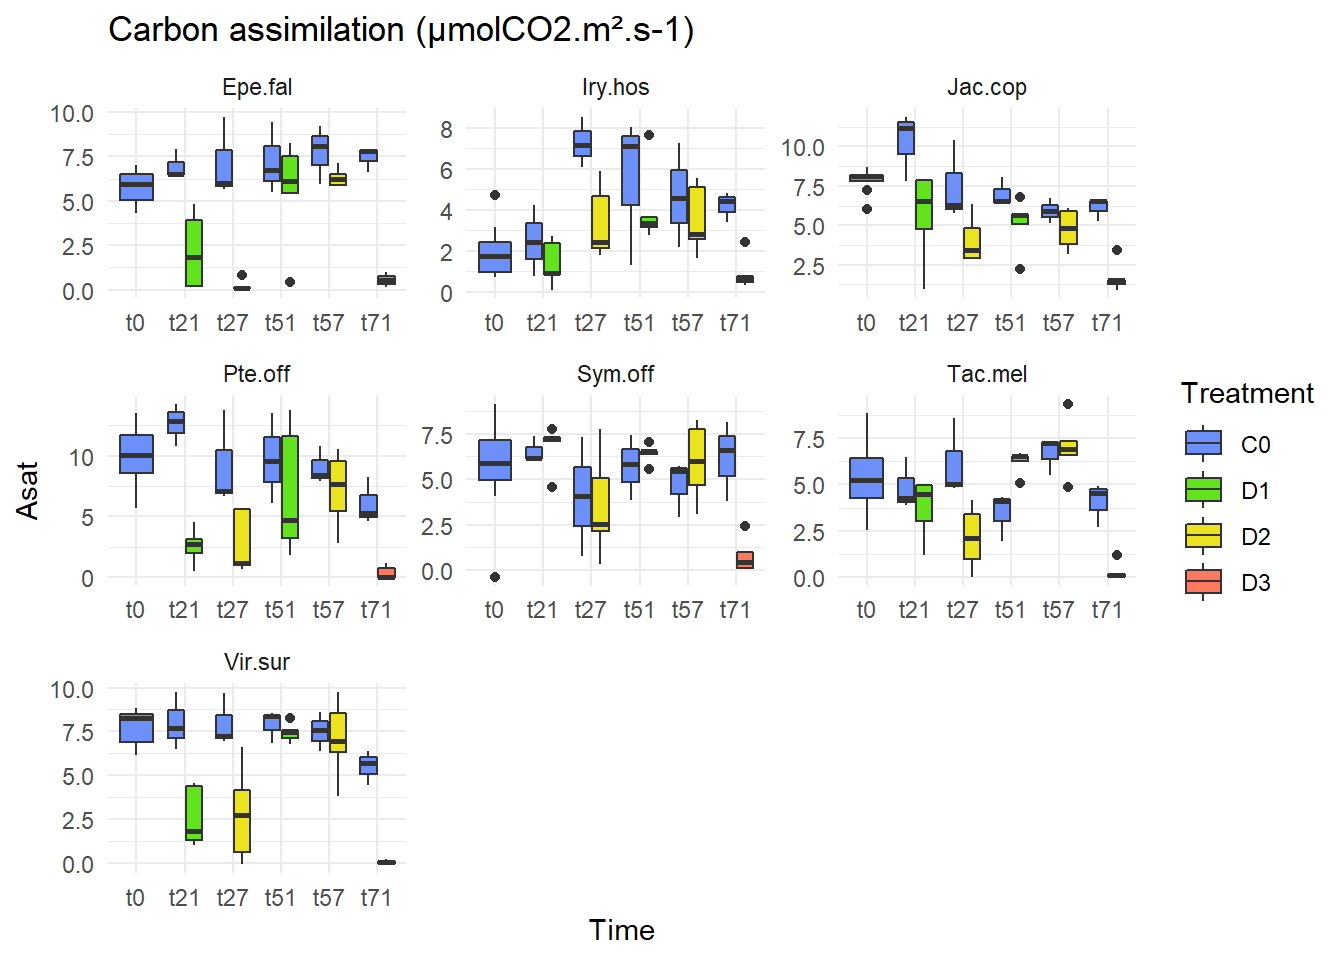 Carbon assimilation (µmolCO2.m².s-1)
Epe.fal
Iry.hos
Jac.cop
10.0
7.5
5.0
2.5
0.0
8
6
4
2
0
10.0
7.5
5.0
2.5
t0 t21 t27 t51 t57 t71
t0 t21 t27 t51 t57 t71
t0 t21 t27 t51 t57 t71
Pte.off
Sym.off
Tac.mel
10
5
0
7.5
5.0
2.5
0.0
7.5
5.0
2.5
0.0
t0 t21 t27 t51 t57 t71
t0 t21 t27 t51 t57 t71
t0 t21 t27 t51 t57 t71
Vir.sur
10.0
7.5
5.0
2.5
0.0
t0 t21 t27 t51 t57 t71
Asat
Time
Treatment
C0
D1
D2
D3